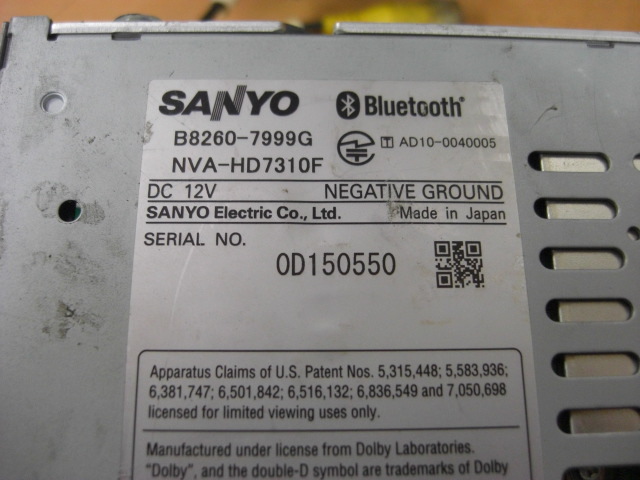 SANYO Bluetooth®
B8260-7999G
T AD10-0040005
NVA-HD7310F
DC 12V NEGATIVE GROUND
SANYO Electric Co., Ltd. Made in Japan
SERIAL NO.
0D150550
Apparatus Claims of U.S. Patent Nos. 5,315,448; 5,583,936;
6,381,747; 6,501,842; 6,516,132; 6,836,549 and 7,050,698
licensed for limited viewing uses only.
Manufactured under license from Dolby Laboratories.
"Dolby", and the double-D symbol are trademarks of Dolby